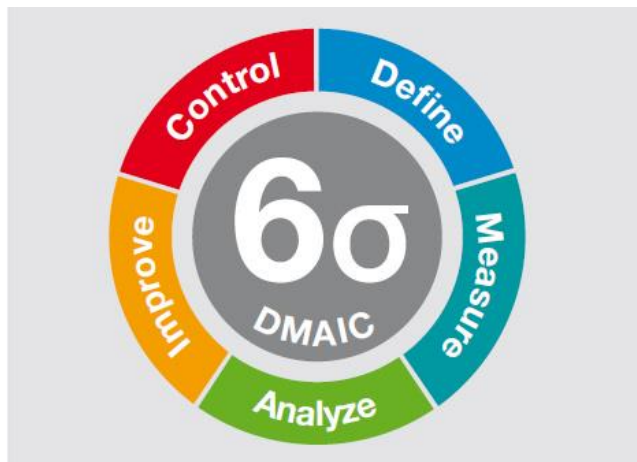 Define
Measure
Analyze
Improve
Control
6σ
DMAIC